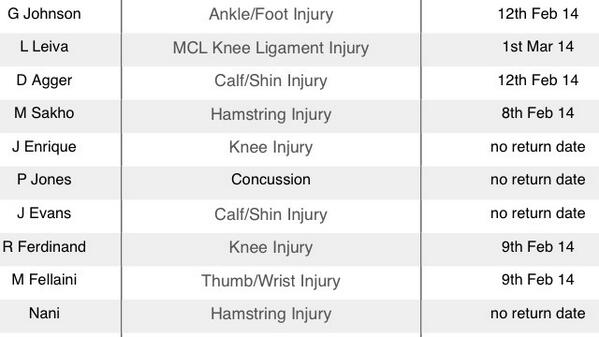 G Johnson Ankle/Foot Injury 12th Feb 14
L Leiva MCL Knee Ligament Injury 1st Mar 14
D Agger Calf/Shin Injury 12th Feb 14
M Sakho Hamstring Injury 8th Feb 14
J Enrique Knee Injury no return date
P Jones Concussion no return date
J Evans Calf/Shin Injury no return date
R Ferdinand Knee Injury 9th Feb 14
M Fellaini Thumb/Wrist Injury 9th Feb 14
Nani Hamstring Injury no return date